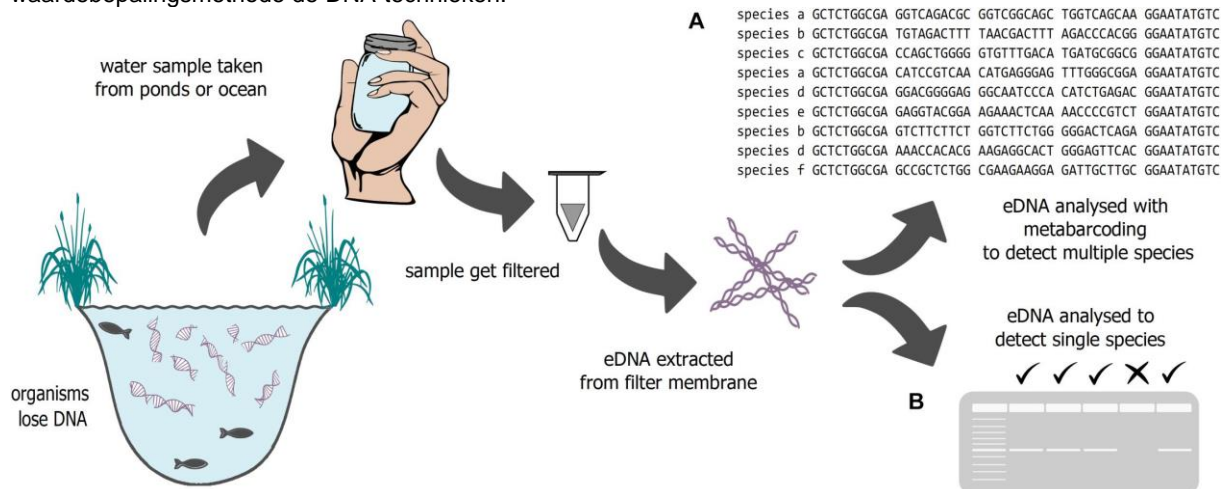 waardebepalingsmethode de DNA-technieken.
water sample taken
from ponds or ocean
organisms
lose DNA
sample get filtered
eDNA extracted
from filter membrane
A
species a GCTCTGGCGA GGTCAGACGC GGTCGGCAGC TGGTCAGCAA GGAATATGTC
species b GCTCTGGCGA TGTAGACTTT TAACGACTTT AGACCCACGG GGAATATGTC
species c GCTCTGGCGA CCAGCTGGGG GTGTTTGACA TGATGCGGCG GGAATATGTC
species a GCTCTGGCGA CATCCGTCAA CATGAGGGAG TTTGGGCGGA GGAATATGTC
species d GCTCTGGCGA GGACGGGGAG GGCAATCCCA CATCTGAGAC GGAATATGTC
species e GCTCTGGCGA GAGGTACGGA AGAAACTCAA AACCCCGTCT GGAATATGTC
species b GCTCTGGCGA GTCTTCTTCT GGTCTTCTGG GGGACTCAGA GGAATATGTC
species d GCTCTGGCGA AAACCACACG AAGAGGCACT GGGAGTTCAC GGAATATGTC
species f GCTCTGGCGA GCCGCTCTGG CGAAGAAGGA GATTGCTTGC GGAATATGTC
eDNA analysed with
metabarcoding
to detect multiple species
eDNA analysed to
detect single species
B